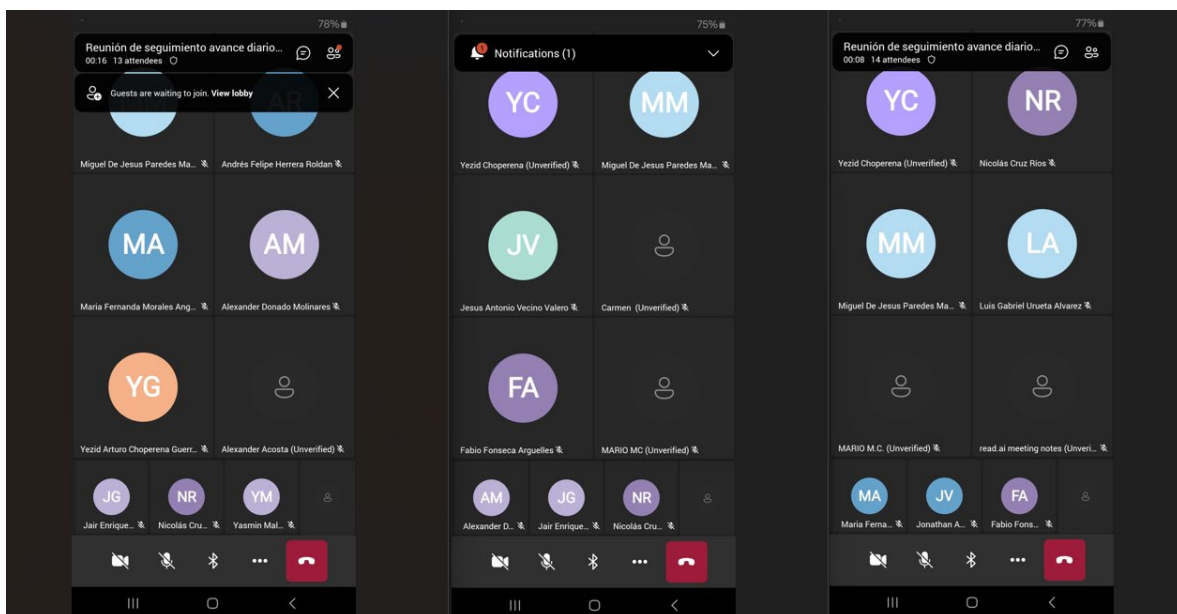 78%
Reunión de seguimiento avance diario...
00:16 13 attendees
Guests are waiting to join. View lobby
AR
Miguel De Jesus Paredes Ma...
Andrés Felipe Herrera Roldan
MA
AM
Maria Fernanda Morales Ang...
Alexander Donado Molinares
YG
Yezid Arturo Choperena Guerr...
Alexander Acosta (Unverified)
JG
NR
YM
Jair Enrique...
Nicolás Cru...
Yasmin Mal...
75%
1
Notifications (1)
YC
MM
Yezid Choperena (Unverified)
Miguel De Jesus Paredes Ma...
JV
Jesus Antonio Vecino Valero
Carmen (Unverified)
FA
Fabio Fonseca Arguelles
MARIO MC (Unverified)
AM
JG
NR
Alexander D...
Jair Enrique...
Nicolás Cru...
77%
Reunión de seguimiento avance diario...
00:08 14 attendees
YC
NR
Yezid Choperena (Unverified)
Nicolás Cruz Ríos
MM
LA
Miguel De Jesus Paredes Ma...
Luis Gabriel Urueta Alvarez
MARIO M.C. (Unverified)
read.ai meeting notes (Unveri...
MA
JV
FA
Maria Ferna...
Jonathan A...
Fabio Fons...